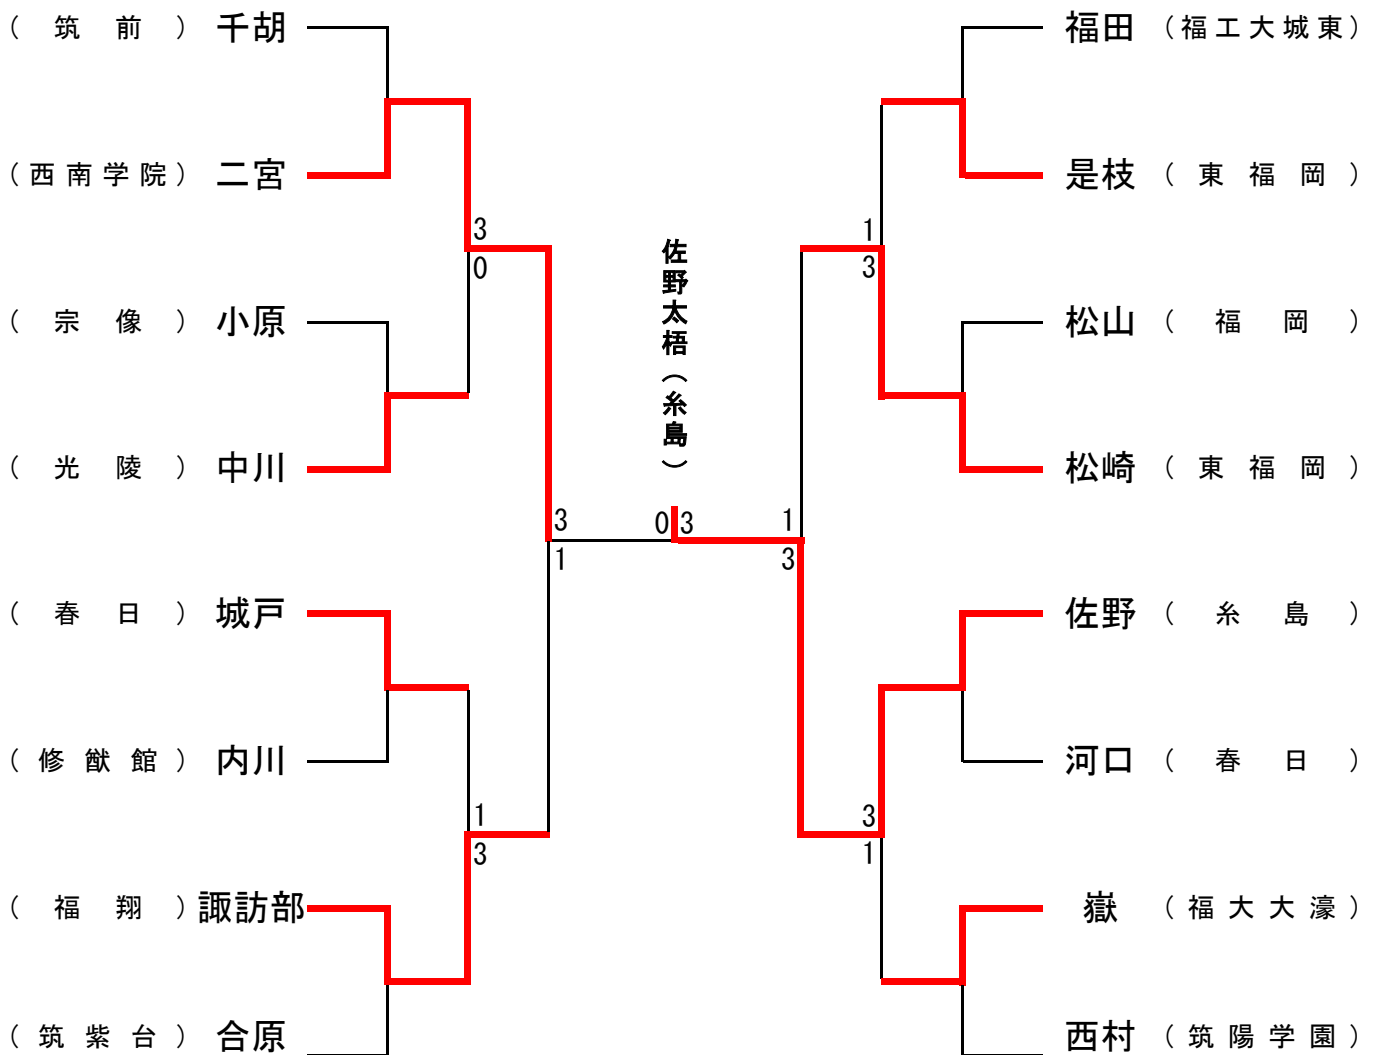 （筑前）千胡
（西南学院）二宮
3
0
（宗像）小原
（光陵）中川
3
1
（春日）城戸
（修猷館）内川
1
3
（福翔）諏訪部
（筑紫台）合原
佐野太梧（糸島）
0 3
福田（福工大城東）
是枝（東福岡）
1
3
松山（福岡）
松崎（東福岡）
1
3
佐野（糸島）
河口（春日）
3
1
嶽（福大大濠）
西村（筑陽学園）